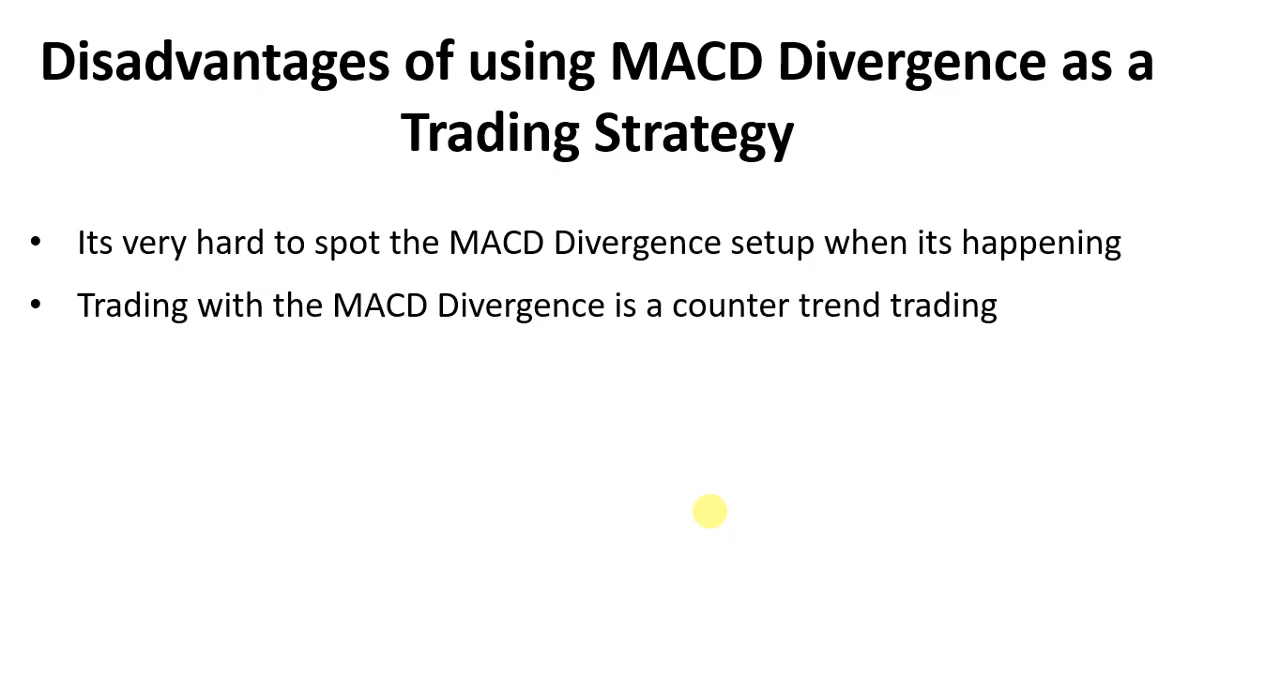 Disadvantages of using MACD Divergence as a
Trading Strategy
• Its very hard to spot the MACD Divergence setup when its happening
• Trading with the MACD Divergence is a counter trend trading